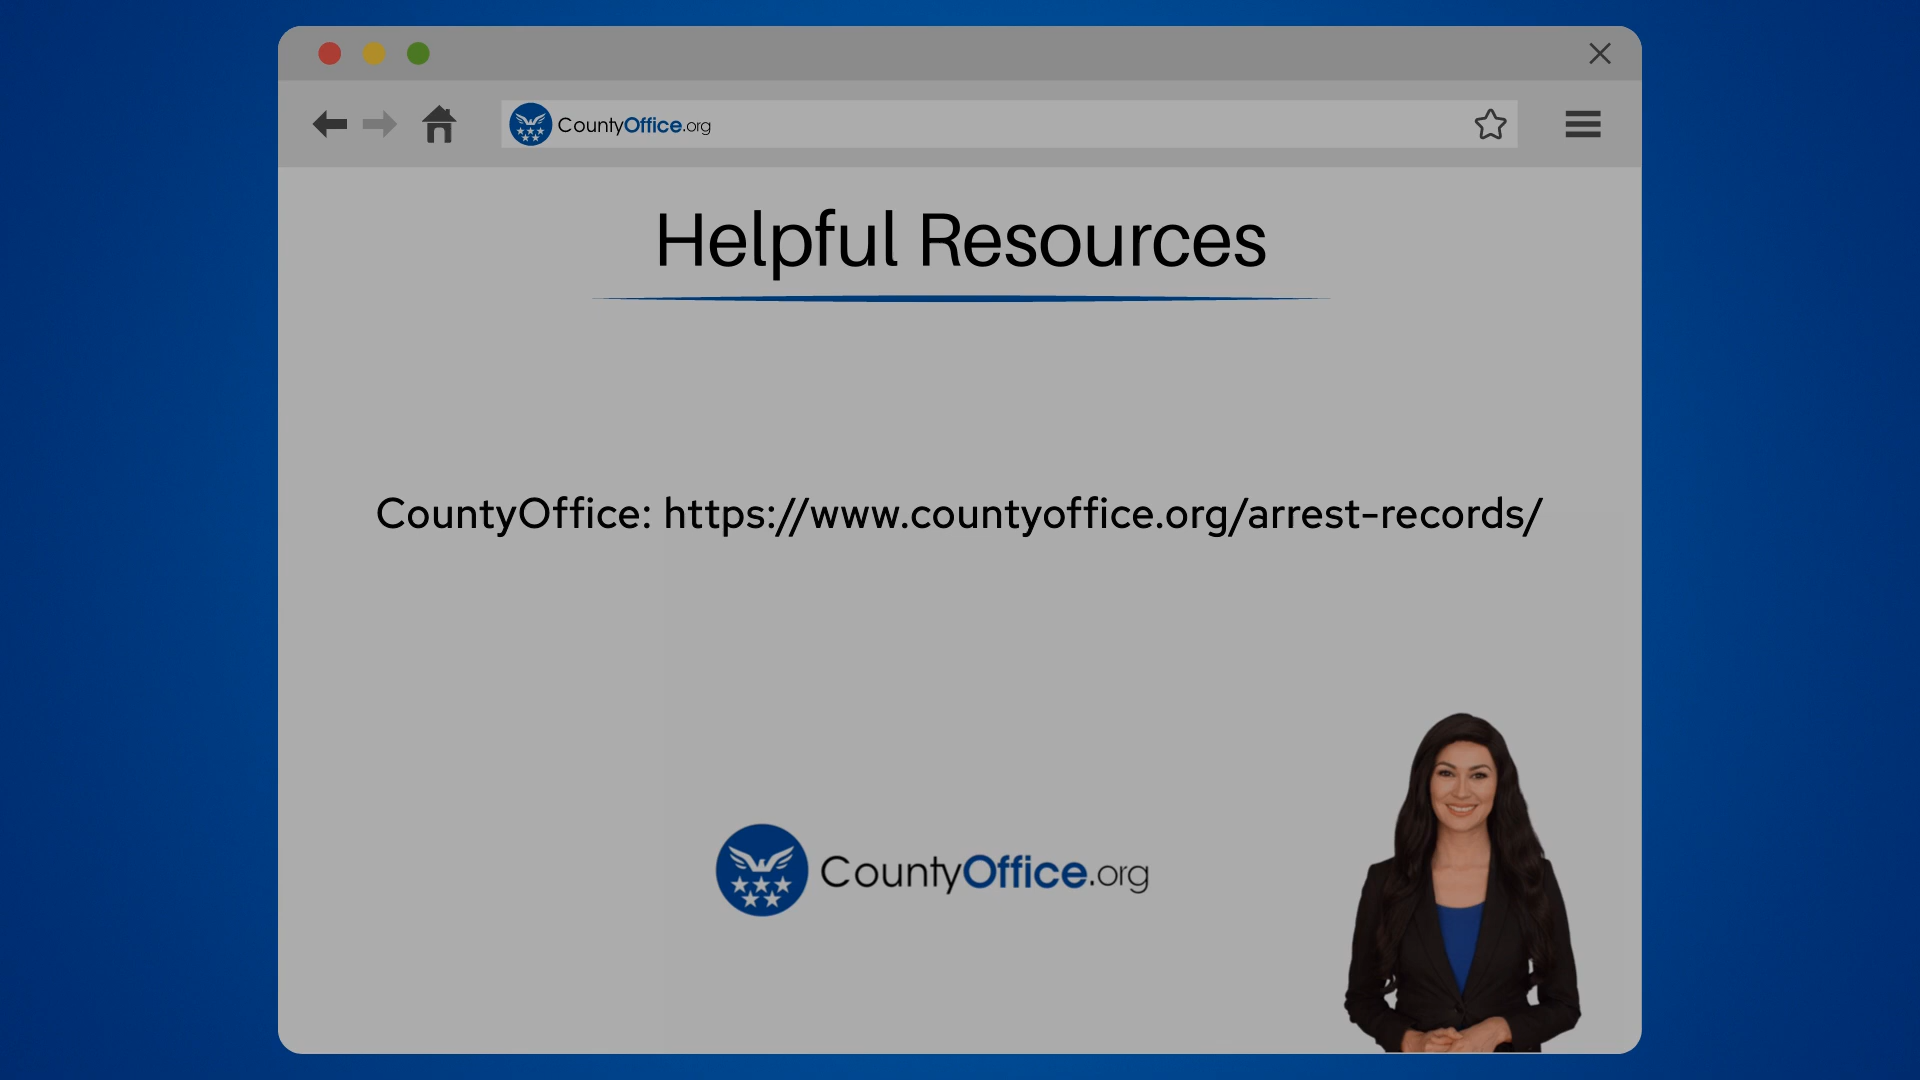 CountyOffice.org
Helpful Resources
CountyOffice: https://www.countyoffice.org/arrest-records/
CountyOffice.org